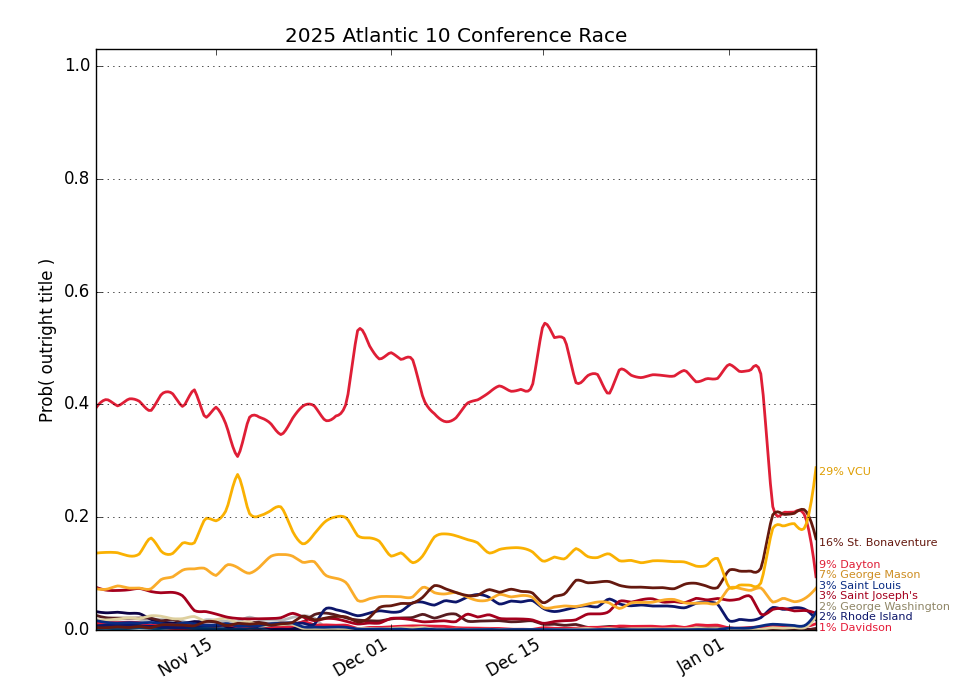 2025 Atlantic 10 Conference Race
Prob( outright title )
1.0
0.8
0.6
0.4
0.2
0.0
Nov 15
Dec 01
Dec 15
Jan 01
29% VCU
16% St. Bonaventure
9% Dayton
7% George Mason
3% Saint Louis
3% Saint Joseph's
2% George Washington
2% Rhode Island
1% Davidson